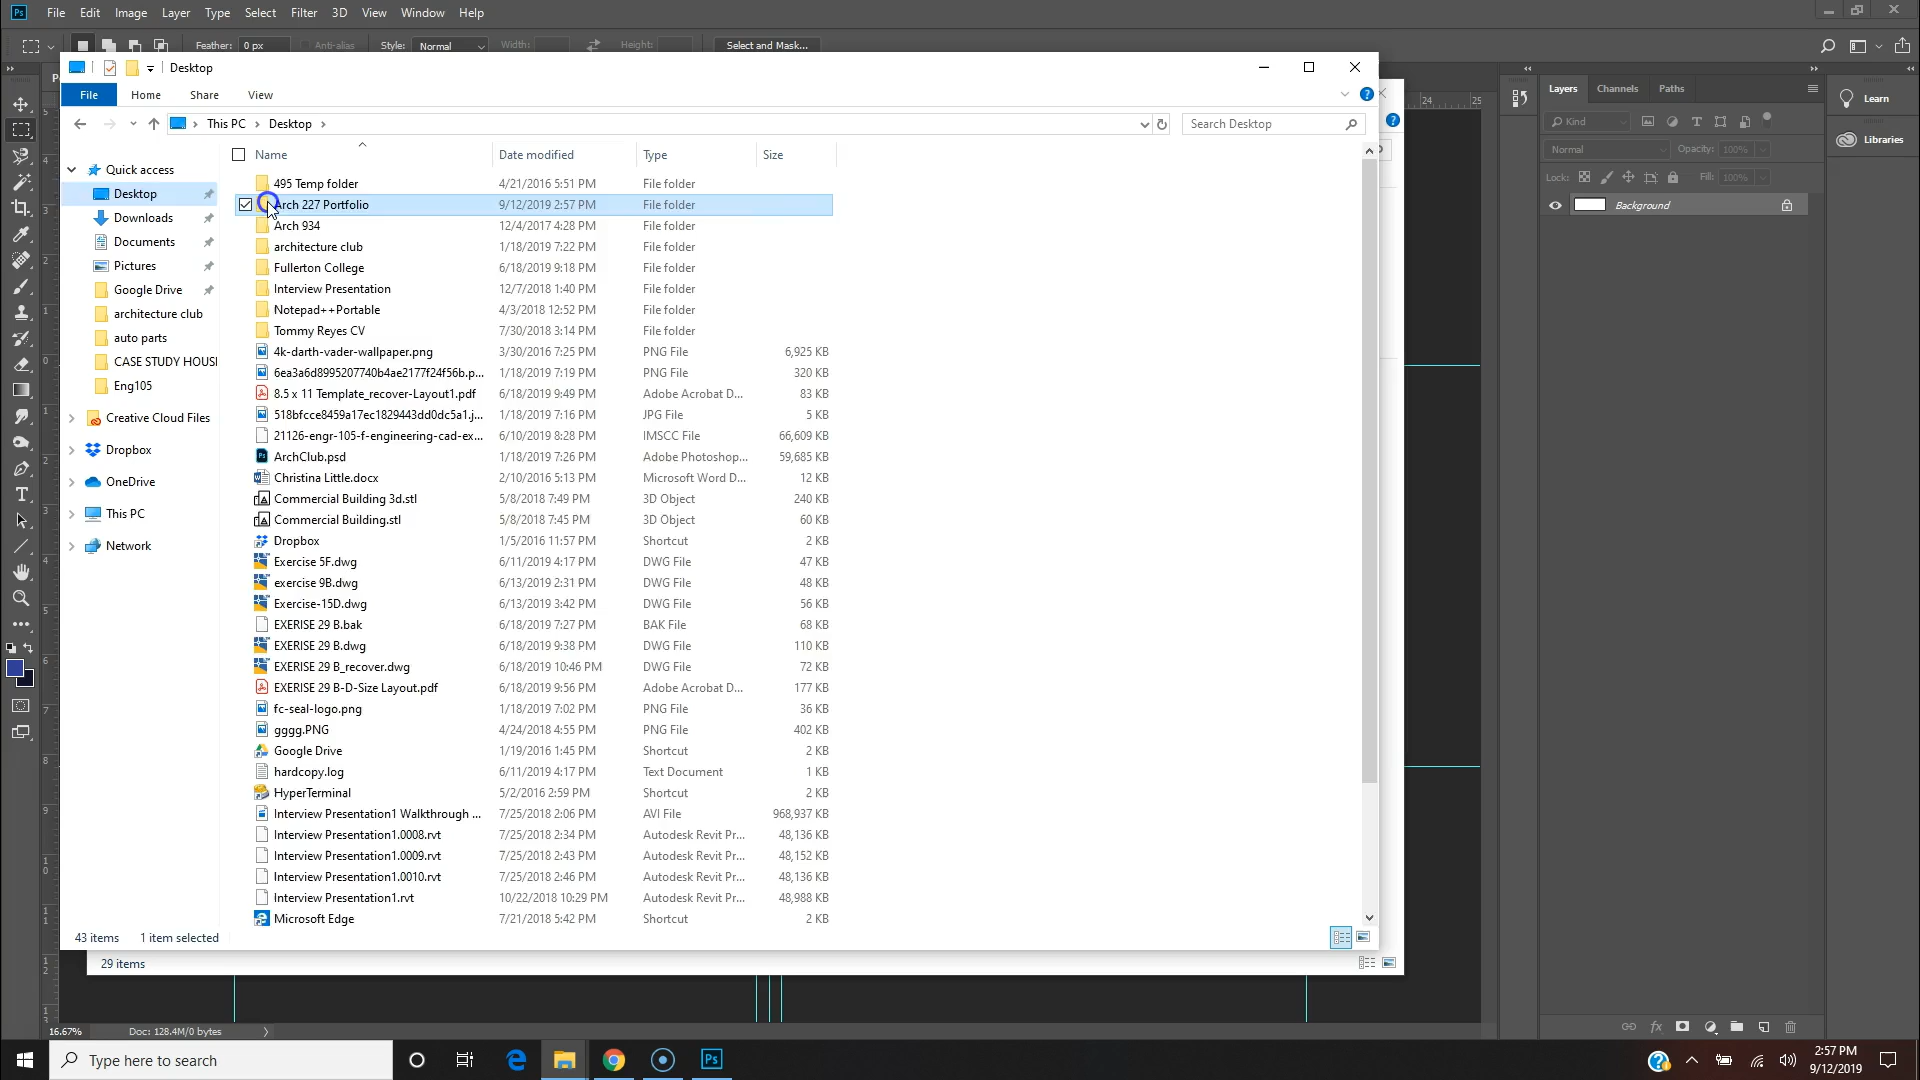 Ps File Edit Image Layer Type Select Filter 3D View Window Help
Feather: 0 px Anti-alias Style: Normal Width: Height: Select and Mask...
Desktop
File Home Share View
This PC > Desktop > Search Desktop
Name Date modified Type Size
Quick access
Desktop
Downloads
Documents
Pictures
Google Drive
architecture club
auto parts
CASE STUDY HOUS
Eng105
Creative Cloud Files
Dropbox
OneDrive
This PC
Network
495 Temp folder 4/21/2016 5:51 PM File folder
Arch 227 Portfolio 9/12/2019 2:57 PM File folder
Arch 934 12/4/2017 4:28 PM File folder
architecture club 1/18/2019 7:22 PM File folder
Fullerton College 6/18/2019 9:18 PM File folder
Interview Presentation 12/7/2018 1:40 PM File folder
Notepad++Portable 4/3/2018 12:52 PM File folder
Tommy Reyes CV 7/30/2018 3:14 PM File folder
4k-darth-vader-wallpaper.png 3/30/2016 7:25 PM PNG File 6,925 KB
6ea3a6d8995207740b4ae2177f24f56b.p... 1/18/2019 7:19 PM PNG File 320 KB
8.5 x 11 Template_recover-Layout1.pdf 6/18/2019 9:49 PM Adobe Acrobat D... 83 KB
518bfcce8459a17ec1829443dd0dc5a1.j... 1/18/2019 7:16 PM JPG File 5 KB
21126-engr-105-f-engineering-cad-ex... 6/10/2019 8:28 PM IMSCC File 66,609 KB
ArchClub.psd 1/18/2019 7:26 PM Adobe Photoshop... 59,685 KB
Christina Little.docx 2/10/2016 5:13 PM Microsoft Word D... 12 KB
Commercial Building 3d.stl 5/8/2018 7:49 PM 3D Object 240 KB
Commercial Building.stl 5/8/2018 7:45 PM 3D Object 60 KB
Dropbox 1/5/2016 11:57 PM Shortcut 2 KB
Exercise 5F.dwg 6/11/2019 4:17 PM DWG File 47 KB
exercise 9B.dwg 6/13/2019 2:31 PM DWG File 48 KB
Exercise-15D.dwg 6/13/2019 3:42 PM DWG File 56 KB
EXERISE 29 B.bak 6/18/2019 7:27 PM BAK File 68 KB
EXERISE 29 B.dwg 6/18/2019 9:38 PM DWG File 110 KB
EXERISE 29 B_recover.dwg 6/18/2019 10:46 PM DWG File 72 KB
EXERISE 29 B-D-Size Layout.pdf 6/18/2019 9:56 PM Adobe Acrobat D... 177 KB
fc-seal-logo.png 1/18/2019 7:02 PM PNG File 36 KB
gggg.PNG 4/24/2018 4:55 PM PNG File 402 KB
Google Drive 1/19/2016 1:45 PM Shortcut 2 KB
hardcopy.log 6/11/2019 4:17 PM Text Document 1 KB
HyperTerminal 5/2/2016 2:59 PM Shortcut 2 KB
Interview Presentation1 Walkthrough ... 7/25/2018 2:06 PM AVI File 968,937 KB
Interview Presentation1.0008.rvt 7/25/2018 2:34 PM Autodesk Revit Pr... 48,136 KB
Interview Presentation1.0009.rvt 7/25/2018 2:43 PM Autodesk Revit Pr... 48,152 KB
Interview Presentation1.0010.rvt 7/25/2018 2:46 PM Autodesk Revit Pr... 48,136 KB
Interview Presentation1.rvt 10/22/2018 10:29 PM Autodesk Revit Pr... 48,988 KB
Microsoft Edge 7/21/2018 5:42 PM Shortcut 2 KB
43 items 1 item selected
29 items
24 25
Layers Channels Paths
Kind
Normal Opacity: 100%
Lock: Fill: 100%
Background
Learn
Libraries
16.67% Doc: 128.4M/0 bytes
Type here to search
2:57 PM
9/12/2019